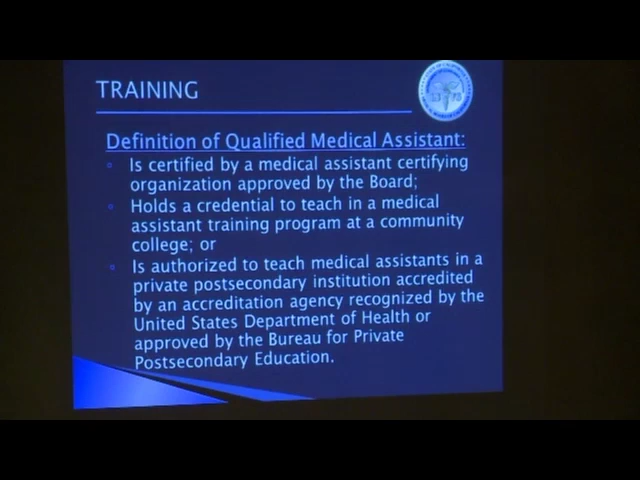 TRAINING
Definition of Qualified Medical Assistant:
Is certified by a medical assistant certifying
organization approved by the Board;
Holds a credential to teach in a medical
assistant training program at a community
college; or
Is authorized to teach medical assistants in a
private postsecondary institution accredited
by an accreditation agency recognized by the
United States Department of Health or
approved by the Bureau for Private
Postsecondary Education.